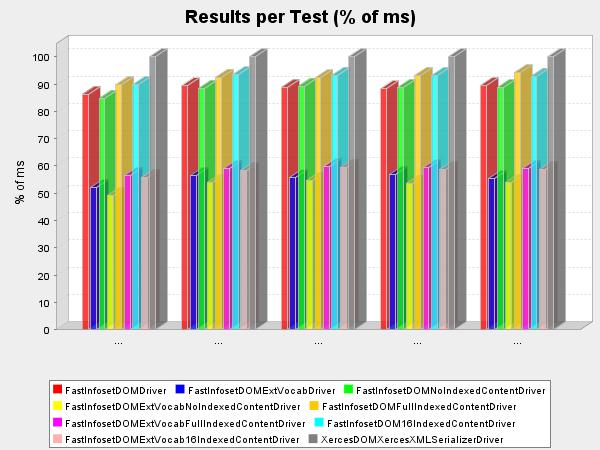 Results per Test (% of ms)
100
90
80
70
60
50
40
30
20
10
0
% of ms
... ... ... ... ...
FastInfosetDOMDriver FastInfosetDOMExtVocabDriver FastInfosetDOMNoIndexedContentDriver
FastInfosetDOMExtVocabNoIndexedContentDriver FastInfosetDOMFullIndexedContentDriver
FastInfosetDOMExtVocabFullIndexedContentDriver FastInfosetDOM16IndexedContentDriver
FastInfosetDOMExtVocab16IndexedContentDriver XercesDOMXercesXMLSerializerDriver